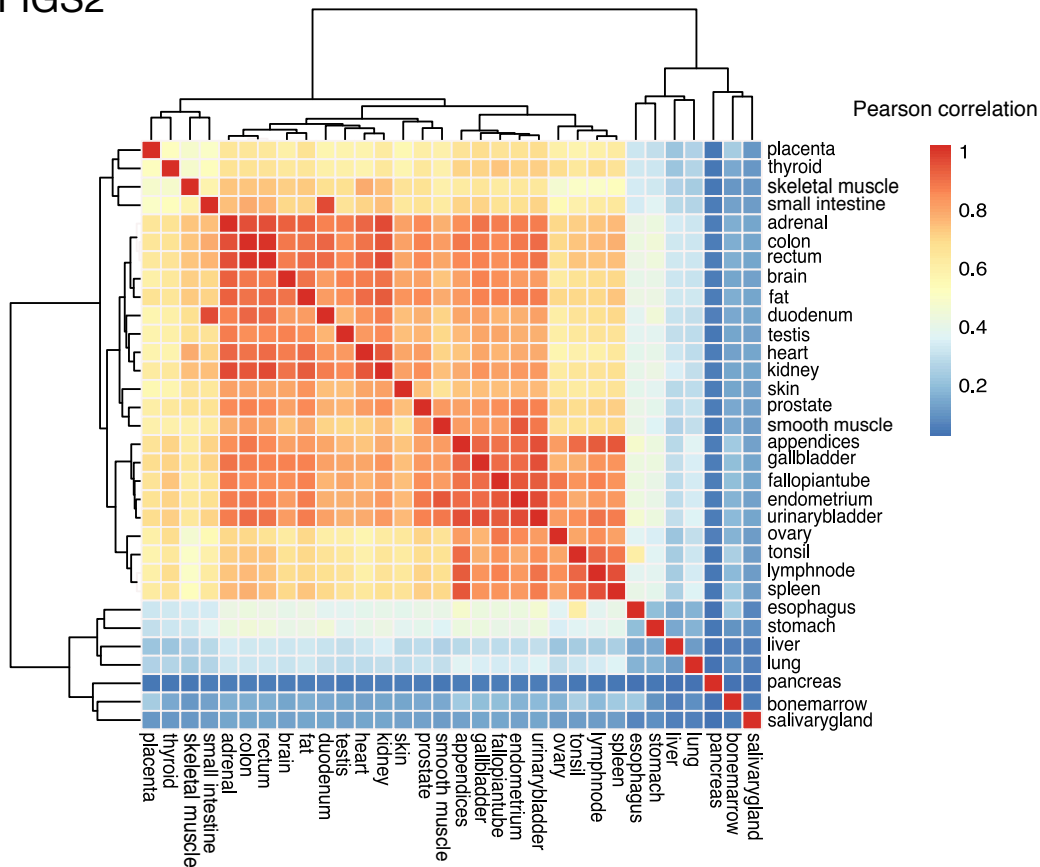 FIGS2
Pearson correlation
1
0.8
0.6
0.4
0.2
placenta
thyroid
skeletal muscle
small intestine
adrenal
colon
rectum
brain
fat
duodenum
testis
heart
kidney
skin
prostate
smooth muscle
appendices
gallbladder
fallopiantube
endometrium
urinarybladder
ovary
tonsil
lymphnode
spleen
esophagus
stomach
liver
lung
pancreas
bonemarrow
salivarygland
placenta
thyroid
skeletal muscle
small intestine
adrenal
colon
rectum
brain
fat
duodenum
testis
heart
kidney
skin
prostate
smooth muscle
appendices
gallbladder
fallopiantube
endometrium
urinarybladder
ovary
tonsil
lymphnode
spleen
esophagus
stomach
liver
lung
pancreas
bonemarrow
salivarygland